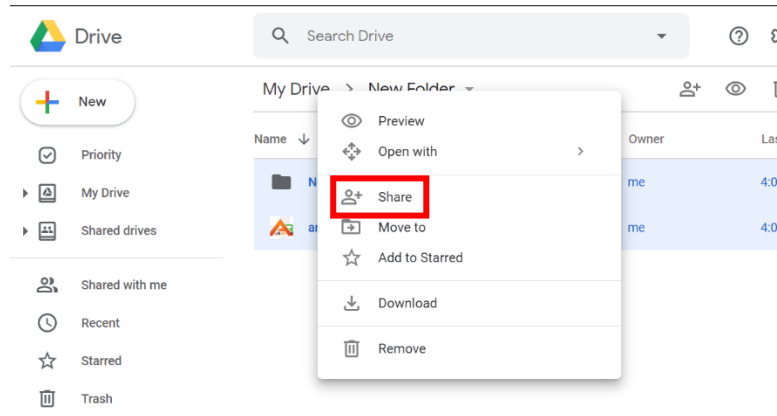 Drive
Search Drive
New
My Drive > New Folder
Name
Owner
Priority
My Drive
Shared drives
Shared with me
Recent
Starred
Trash
Preview
Open with
Share
Move to
Add to Starred
Download
Remove
me
me